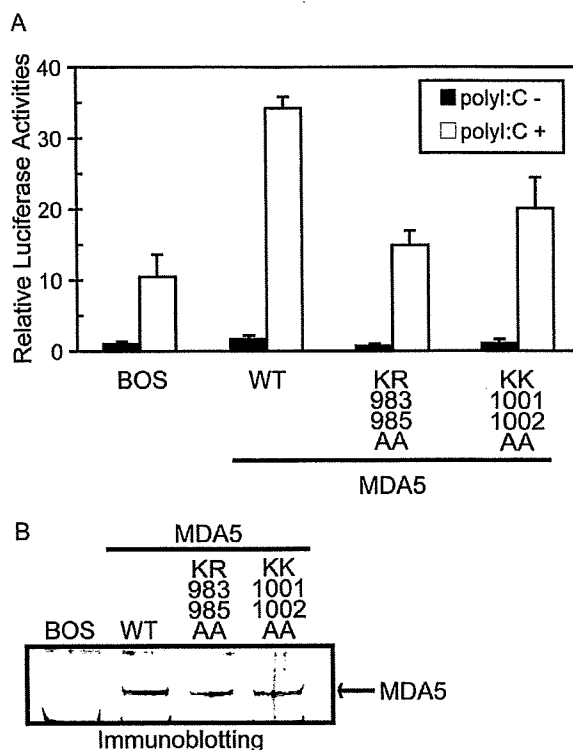 A
Relative Luciferase Activities
40
30
20
10
0
polyI:C -
polyI:C +
BOS
WT
KR
983
985
AA
KK
1001
1002
AA
MDA5
B
MDA5
KR
983
985
AA
KK
1001
1002
AA
BOS
WT
MDA5
Immunoblotting